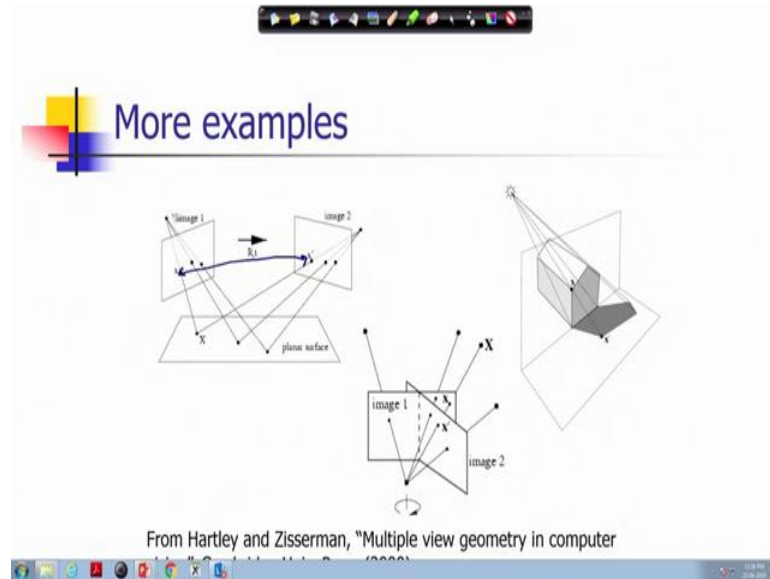 More examples
image 1
image 2
R,t
x
x'
X
planar surface
X
image 1
x
x'
image 2
x
x'
From Hartley and Zisserman, "Multiple view geometry in computer